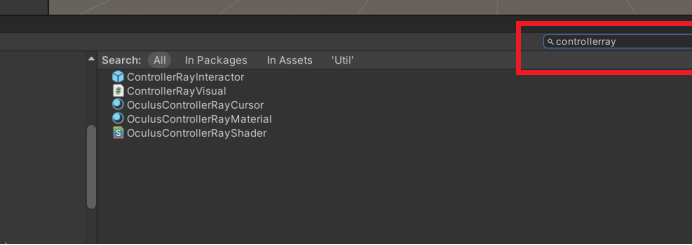 controllerray
Search: All In Packages In Assets 'Util'
ControllerRayInteractor
ControllerRayVisual
OculusControllerRayCursor
OculusControllerRayMaterial
OculusControllerRayShader